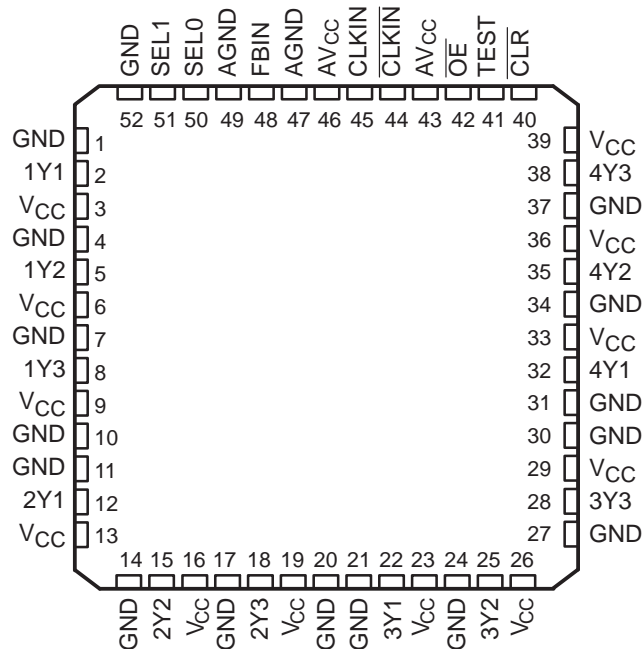 GND SEL1 SEL0 AGND FBIN AGND AVCC CLKIN CLKIN AVCC OE TEST CLR
52 51 50 49 48 47 46 45 44 43 42 41 40
GND 1 39 VCC
1Y1 2 38 4Y3
VCC 3 37 GND
GND 4 36 VCC
1Y2 5 35 4Y2
VCC 6 34 GND
GND 7 33 VCC
1Y3 8 32 4Y1
VCC 9 31 GND
GND 10 30 GND
GND 11 29 VCC
2Y1 12 28 3Y3
VCC 13 27 GND
14 15 16 17 18 19 20 21 22 23 24 25 26
GND 2Y2 VCC GND 2Y3 VCC GND GND 3Y1 VCC GND 3Y2 VCC